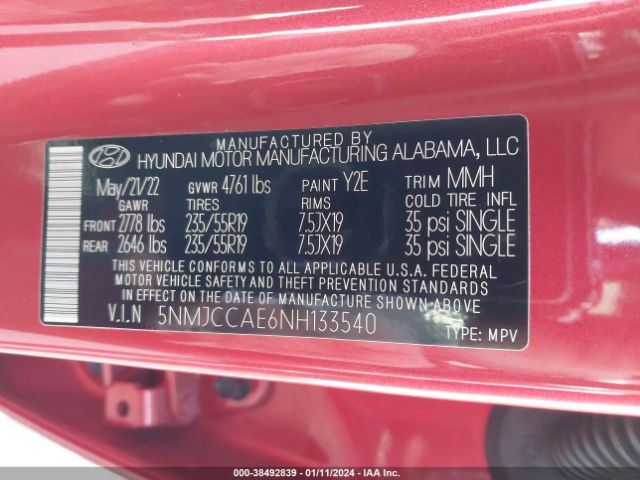 MANUFACTURED BY
HYUNDAI MOTOR MANUFACTURING ALABAMA, LLC
May/21/22 GVWR 4761 lbs PAINT Y2E TRIM MMH
GAWR TIRES RIMS COLD TIRE INFL
FRONT 2778 lbs 235/55R19 7.5JX19 35 psi SINGLE
REAR 2646 lbs 235/55R19 7.5JX19 35 psi SINGLE
THIS VEHICLE CONFORMS TO ALL APPLICABLE U.S.A. FEDERAL
MOTOR VEHICLE SAFETY THEFT PREVENTION STANDARDS
IN EFFECT ON THE DATE OF MANUFACTURE SHOWN ABOVE.
V.I.N 5NMJCCAE6NH133540
TYPE: MPV
000-38492839 - 01/11/2024 - IAA Inc.